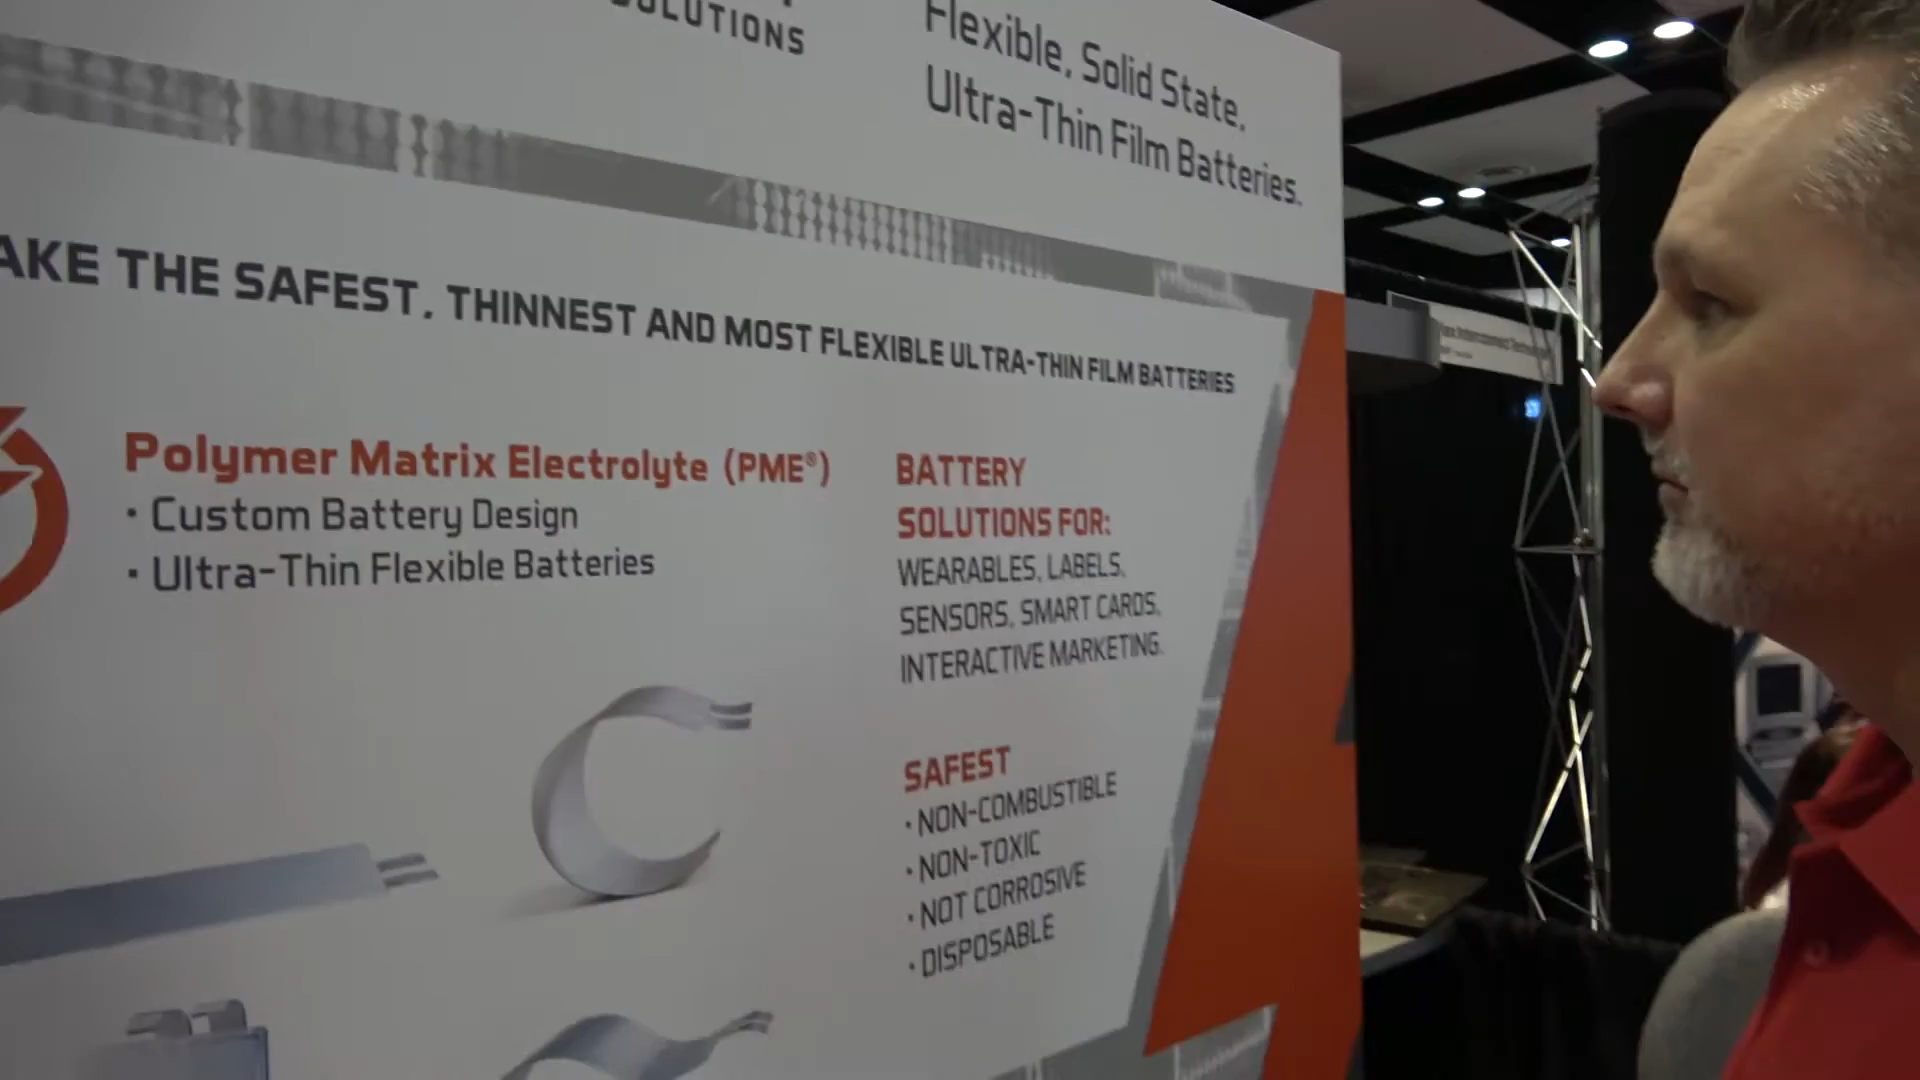 SOLUTIONS
Flexible, Solid State,
Ultra-Thin Film Batteries.
AKE THE SAFEST, THINNEST AND MOST FLEXIBLE ULTRA-THIN FILM BATTERIES
Polymer Matrix Electrolyte (PME®)
• Custom Battery Design
• Ultra-Thin Flexible Batteries
BATTERY
SOLUTIONS FOR:
WEARABLES, LABELS,
SENSORS, SMART CARDS,
INTERACTIVE MARKETING.
SAFEST
• NON-COMBUSTIBLE
• NON-TOXIC
• NOT CORROSIVE
• DISPOSABLE